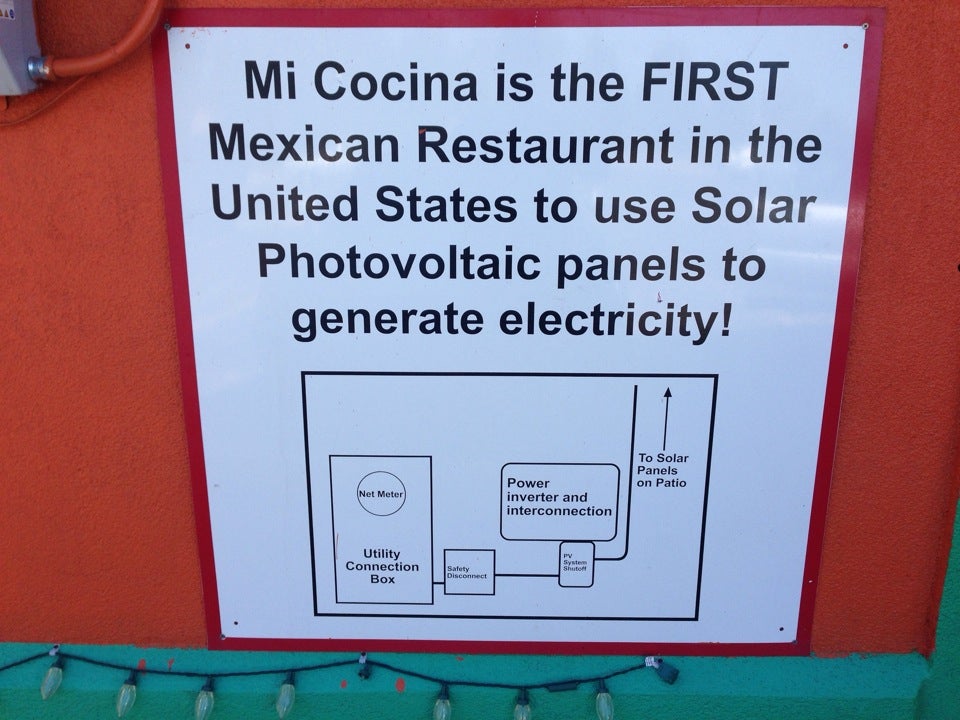 Mi Cocina is the FIRST
Mexican Restaurant in the
United States to use Solar
Photovoltaic panels to
generate electricity!
To Solar
Panels
on Patio
Net Meter
Power
inverter and
interconnection
Utility
Connection
Box
Safety
Disconnect
PV
System
Shutoff